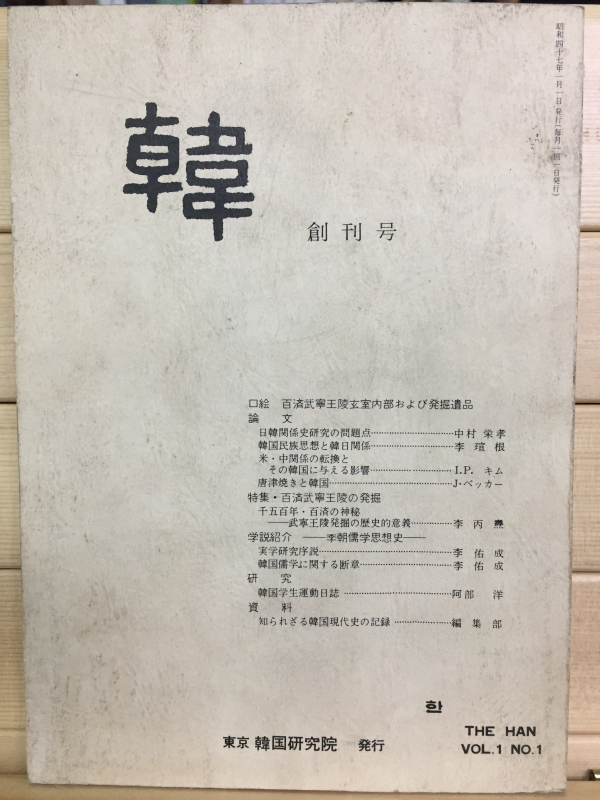 昭和四十七年一月一日発行(毎月一回一日発行)
韓
創刊号
口絵 百済武寧王陵玄室内部および発掘遺品
論文
日韓関係史研究の問題点……………中村栄孝
韓国民族思想と韓日関係……………李瑄根
米・中関係の転換と
その韓国に与える影響……………I.P. キム
唐津焼きと韓国……………J・ベッカー
特集・百済武寧王陵の発掘
千五百年・百済の神秘
――武寧王陵発掘の歴史的意義……………李丙燾
学説紹介 ――李朝儒学思想史――
実学研究序説……………李佑成
韓国儒学に関する断章……………李佑成
研究
韓国学生運動日誌……………阿部洋
資料
知られざる韓国現代史の記録……………編集部
한
THE HAN
VOL.1 NO.1
東京 韓国研究院 発行